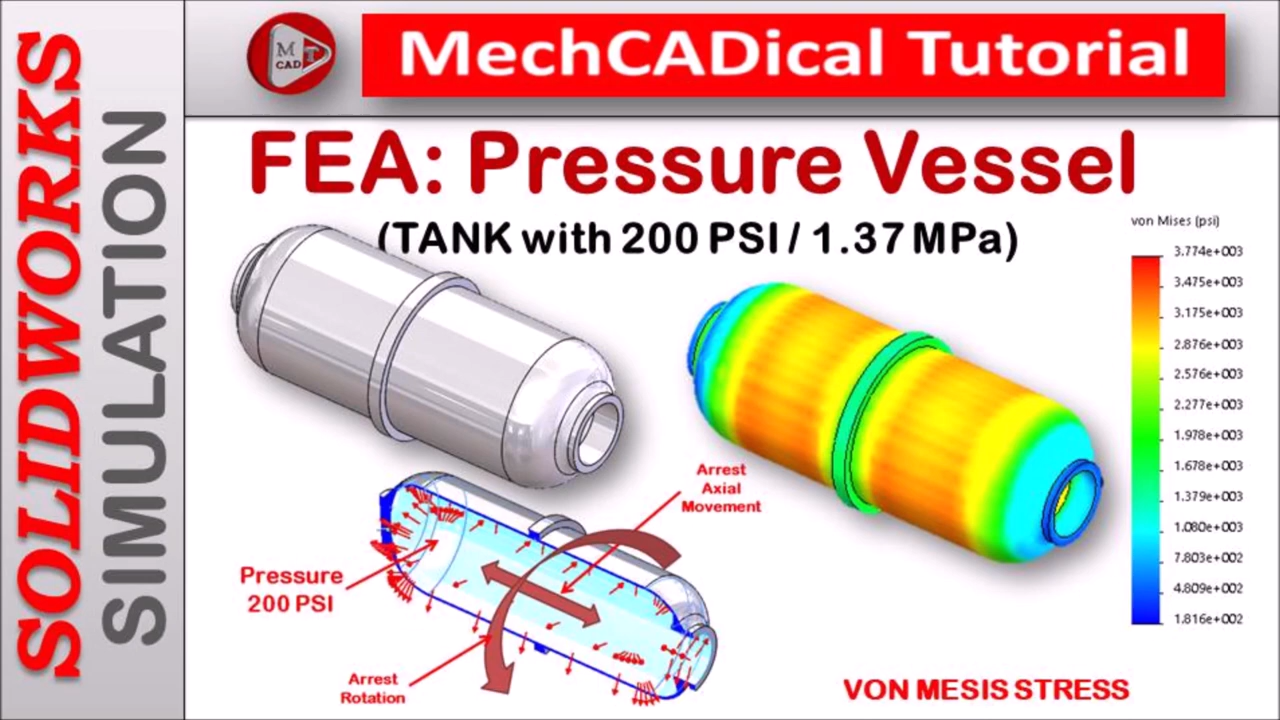 SOLIDWORKS
SIMULATION
M T
CAD
MechCADical Tutorial
FEA: Pressure Vessel
(TANK with 200 PSI / 1.37 MPa)
von Mises (psi)
3.774e+003
3.475e+003
3.175e+003
2.876e+003
2.576e+003
2.277e+003
1.978e+003
1.678e+003
1.379e+003
1.080e+003
7.803e+002
4.809e+002
1.816e+002
Arrest
Axial
Movement
Pressure
200 PSI
Arrest
Rotation
VON MESIS STRESS